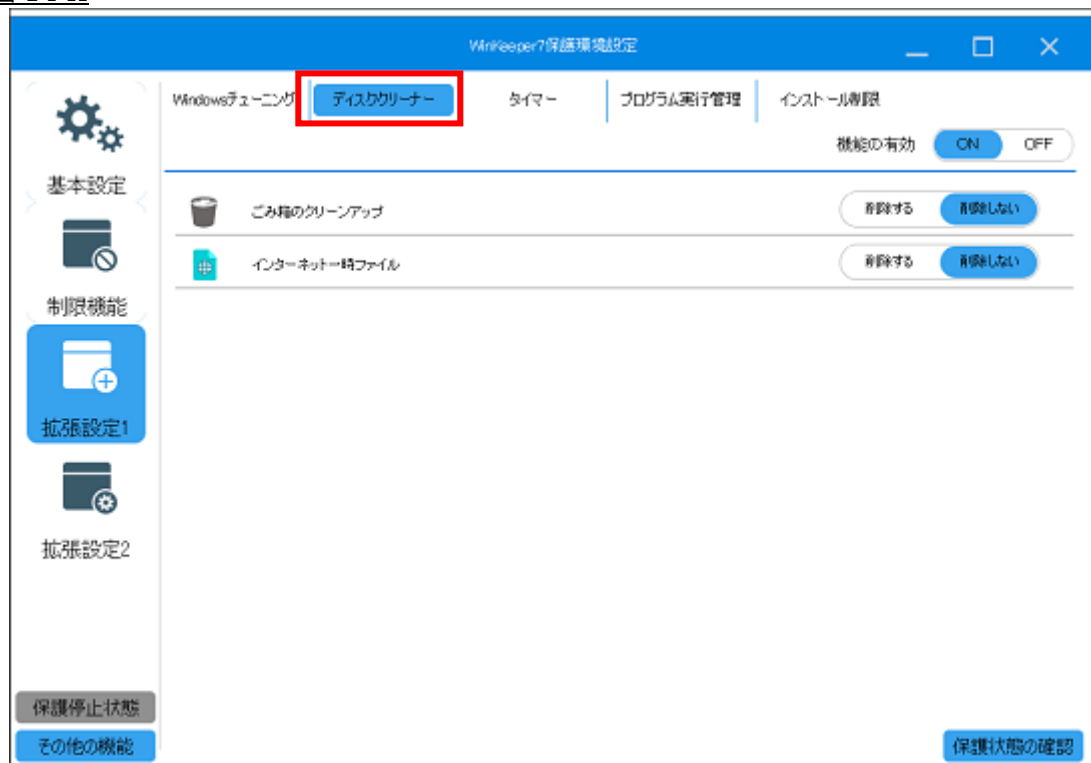 WinKeeper7保護環境設定
Windowsチューニング ディスククリーナー タイマー プログラム実行管理 インストール制限
機能の有効 ON OFF
基本設定
ごみ箱のクリーンアップ 削除する 削除しない
インターネット一時ファイル 削除する 削除しない
制限機能
拡張設定1
拡張設定2
保護停止状態
その他の機能 保護状態の確認